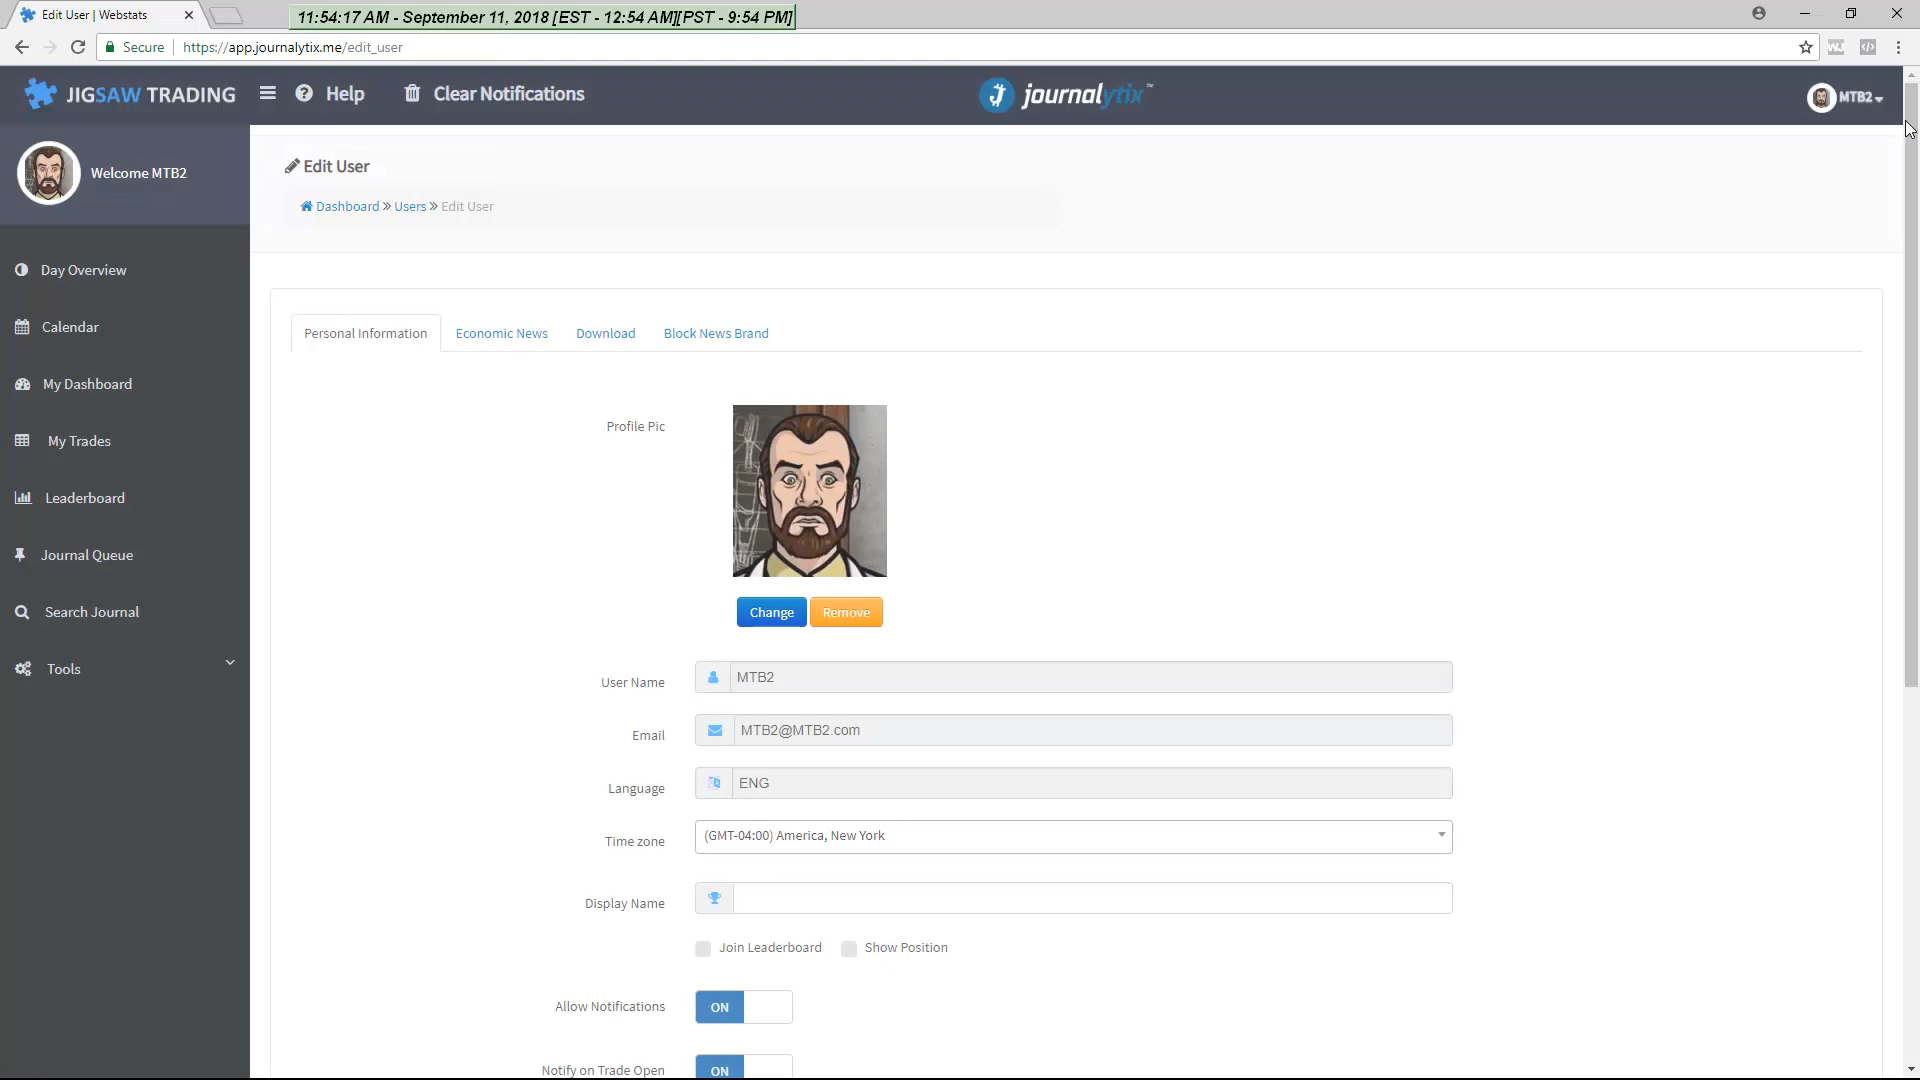 Edit User | Webstats
11:54:17 AM - September 11, 2018 [EST - 12:54 AM][PST - 9:54 PM]
Secure
https://app.journalytix.me/edit_user
JIGSAW TRADING
Help
Clear Notifications
journalytix™
MTB2
Welcome MTB2
Edit User
Dashboard » Users » Edit User
Day Overview
Calendar
My Dashboard
My Trades
Leaderboard
Journal Queue
Search Journal
Tools
Personal Information
Economic News
Download
Block News Brand
Profile Pic
Change
Remove
User Name
MTB2
Email
MTB2@MTB2.com
Language
ENG
Time zone
(GMT-04:00) America, New York
Display Name
Join Leaderboard
Show Position
Allow Notifications
ON
Notify on Trade Open
ON